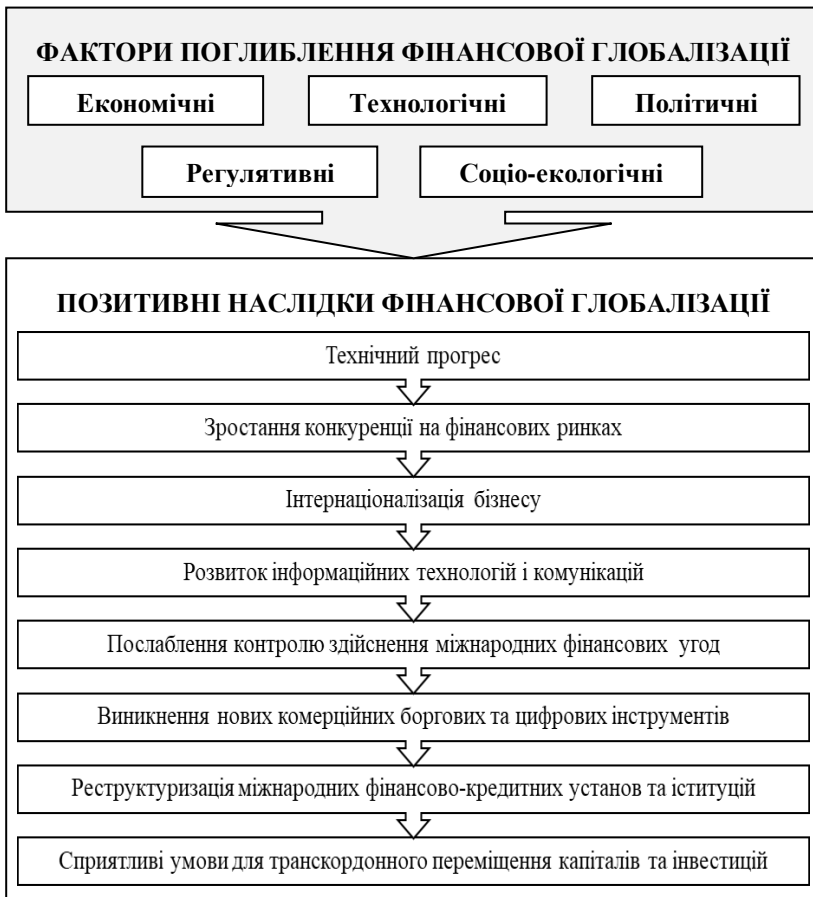 ФАКТОРИ ПОГЛИБЛЕННЯ ФІНАНСОВОЇ ГЛОБАЛІЗАЦІЇ
Економічні
Технологічні
Політичні
Регулятивні
Соціо-екологічні
ПОЗИТИВНІ НАСЛІДКИ ФІНАНСОВОЇ ГЛОБАЛІЗАЦІЇ
Технічний прогрес
Зростання конкуренції на фінансових ринках
Інтернаціоналізація бізнесу
Розвиток інформаційних технологій і комунікацій
Послаблення контролю здійснення міжнародних фінансових угод
Виникнення нових комерційних боргових та цифрових інструментів
Реструктуризація міжнародних фінансово-кредитних установ та іституцій
Сприятливі умови для транскордонного переміщення капіталів та інвестицій